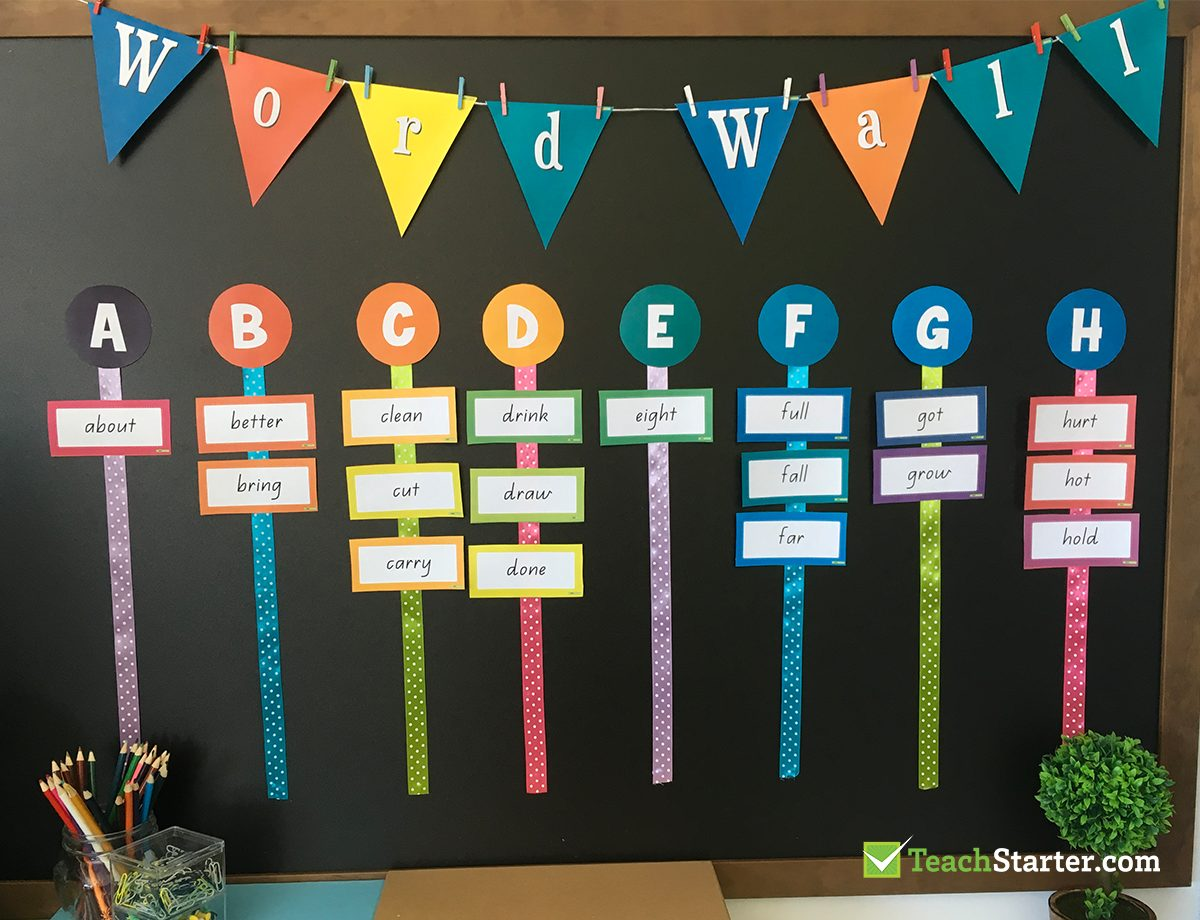 Word Wall
A B C D E F G H
about
better
bring
clean
cut
carry
drink
draw
done
eight
full
fall
far
got
grow
hurt
hot
hold
TeachStarter.com